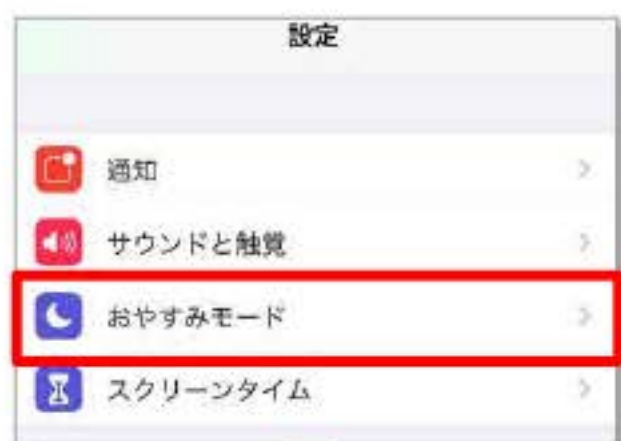 設定
通知
サウンドと触覚
おやすみモード
スクリーンタイム